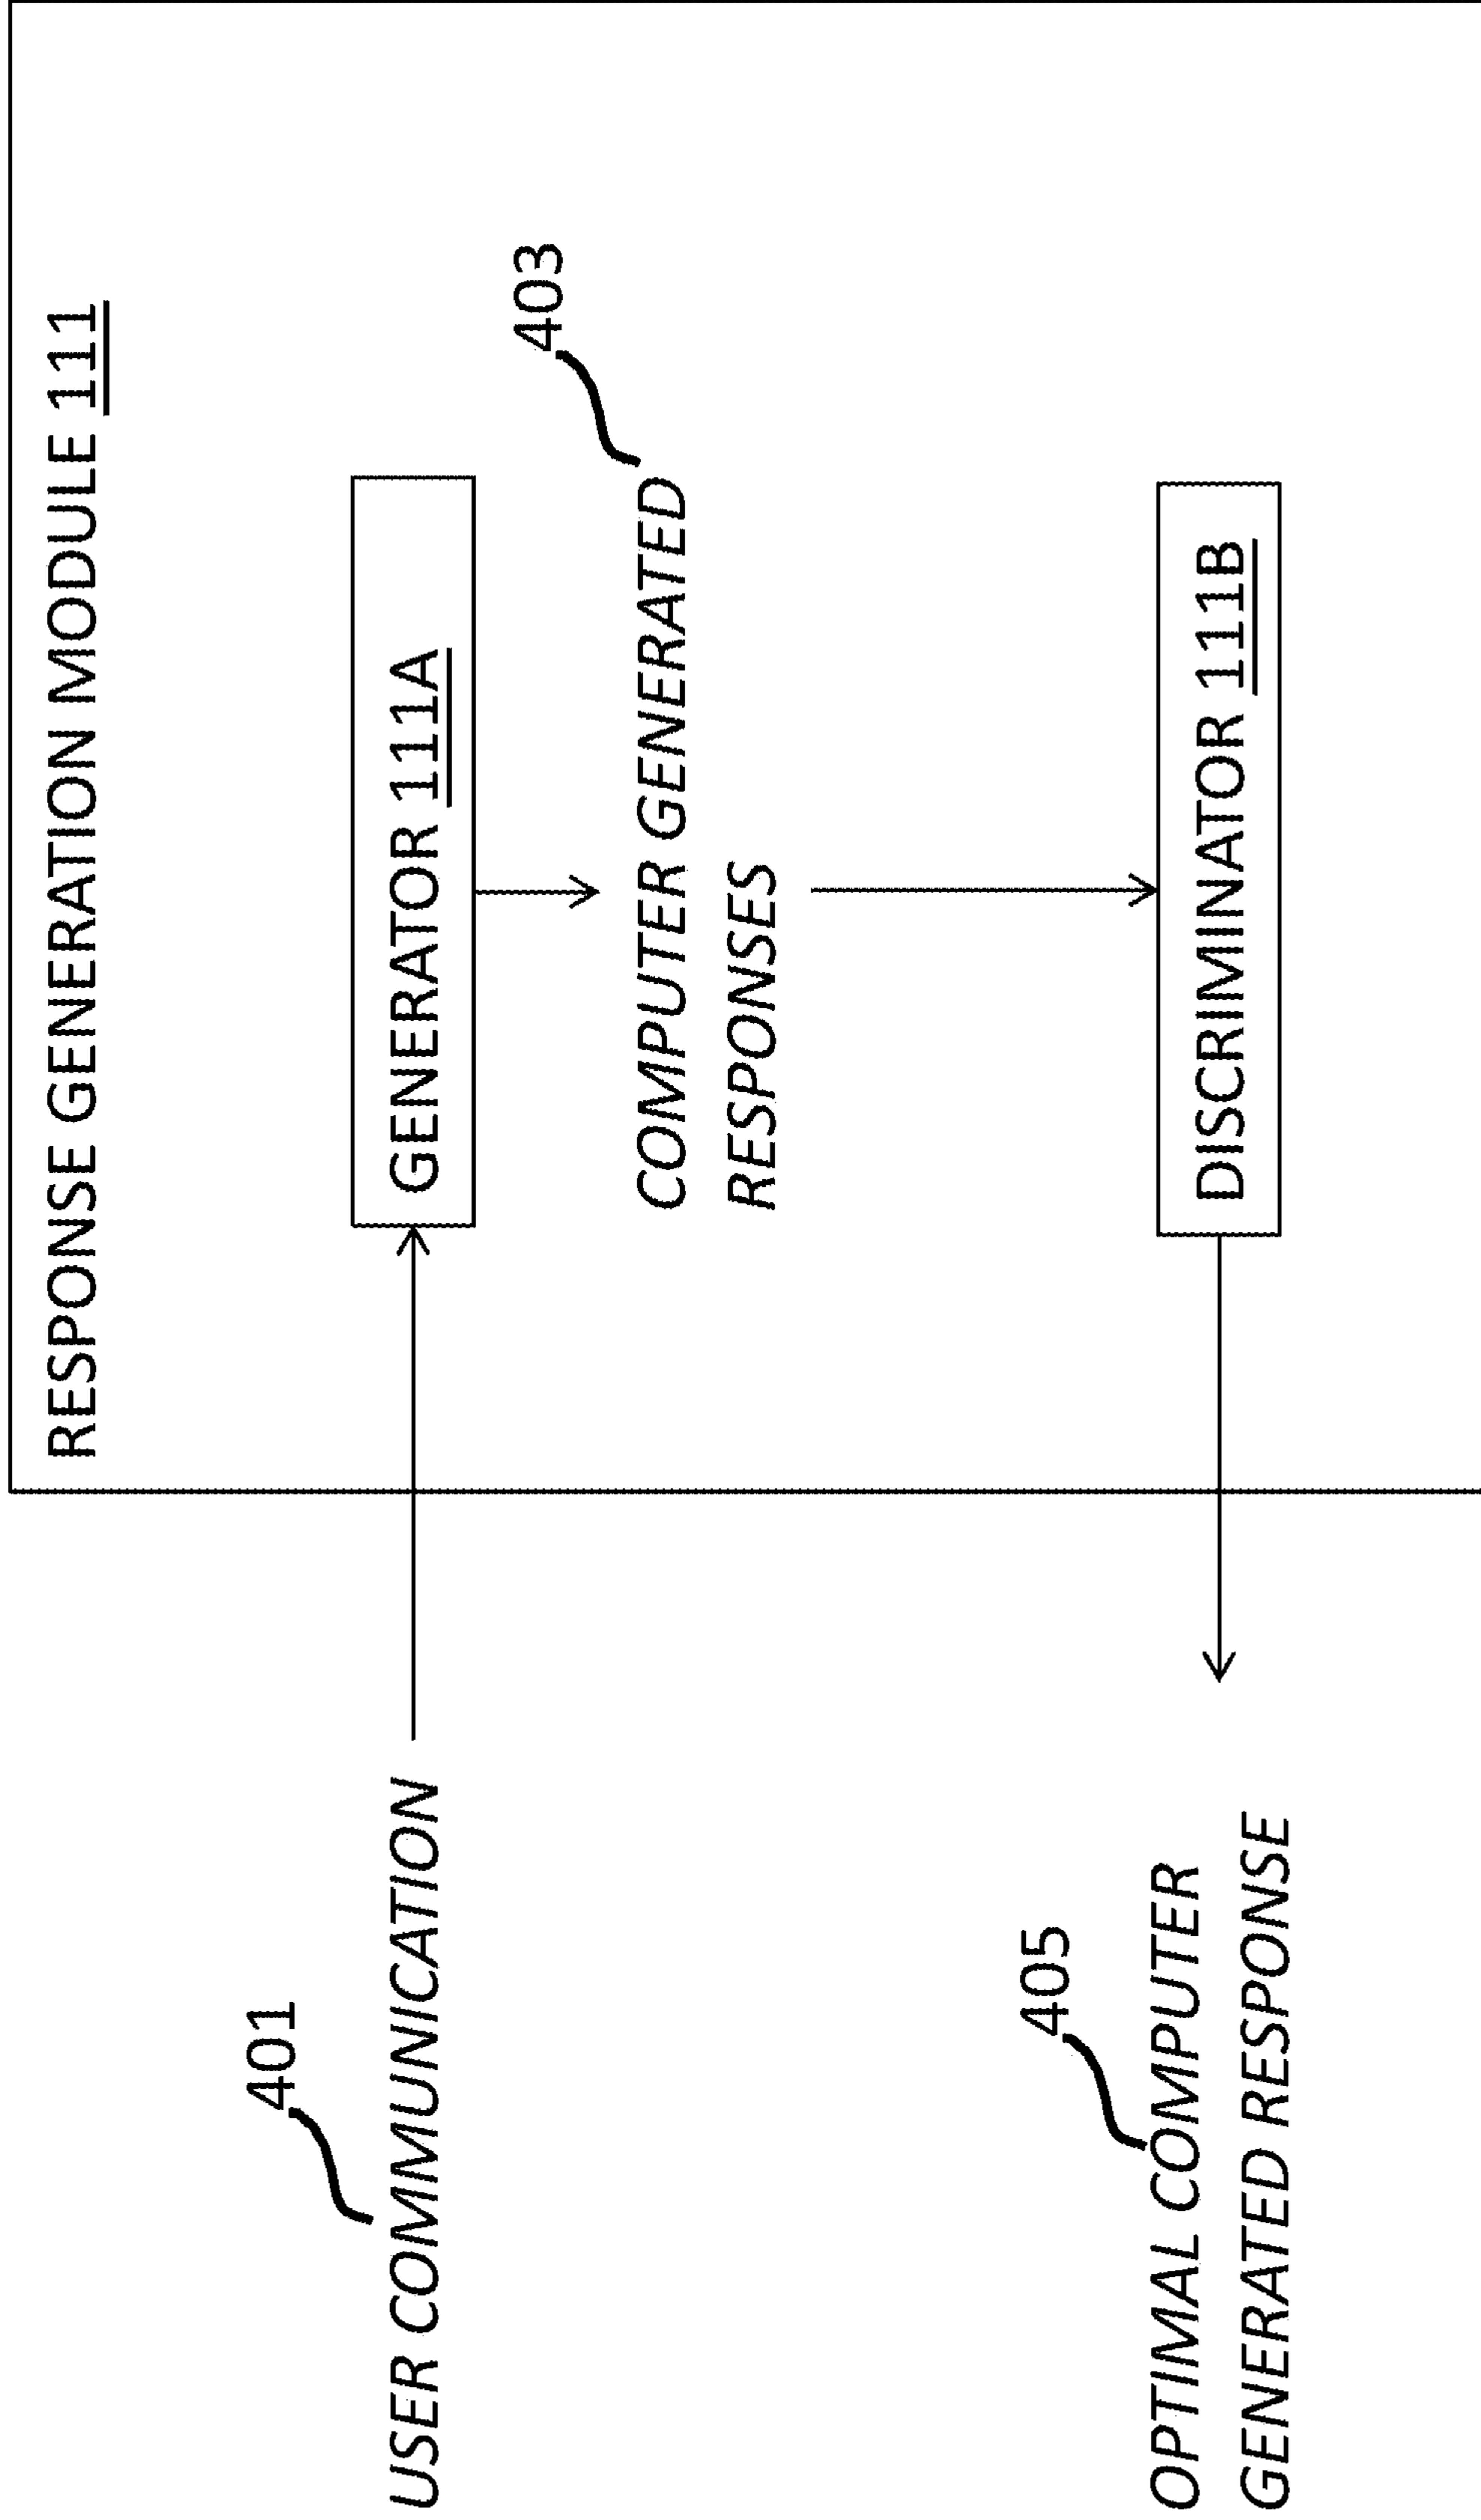 RESPONSE GENERATION MODULE 111
401
USER COMMUNICATION
GENERATOR 111A
403
COMPUTER GENERATED
RESPONSES
405
OPTIMAL COMPUTER
GENERATED RESPONSE
DISCRIMINATOR 111B